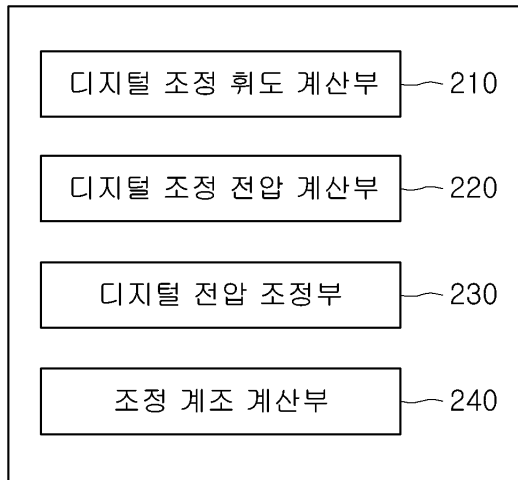 디지털 조정 휘도 계산부 210
디지털 조정 전압 계산부 220
디지털 전압 조정부 230
조정 계조 계산부 240